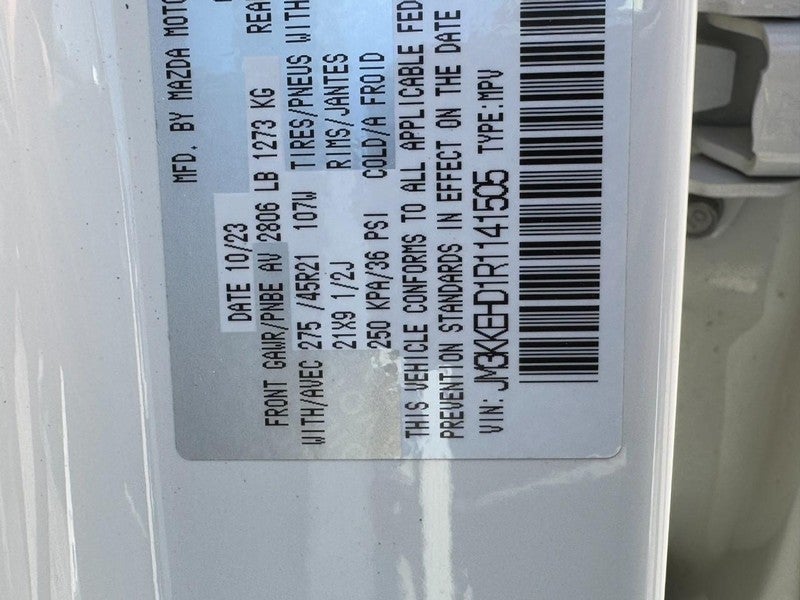 MFD. BY MAZDA MOTO
DATE 10/23
FRONT GAWR/PNBE AV 2806 LB 1273 KG REA
WITH/AVEC 275 /45R21 107W TIRES/PNEUS WITH
21X9 1/2J RIMS/JANTES
250 KPA/36 PSI COLD/A FROID
THIS VEHICLE CONFORMS TO ALL APPLICABLE FED
PREVENTION STANDARDS IN EFFECT ON THE DATE
VIN: JM3KKEHD1R1141505 TYPE:MPV